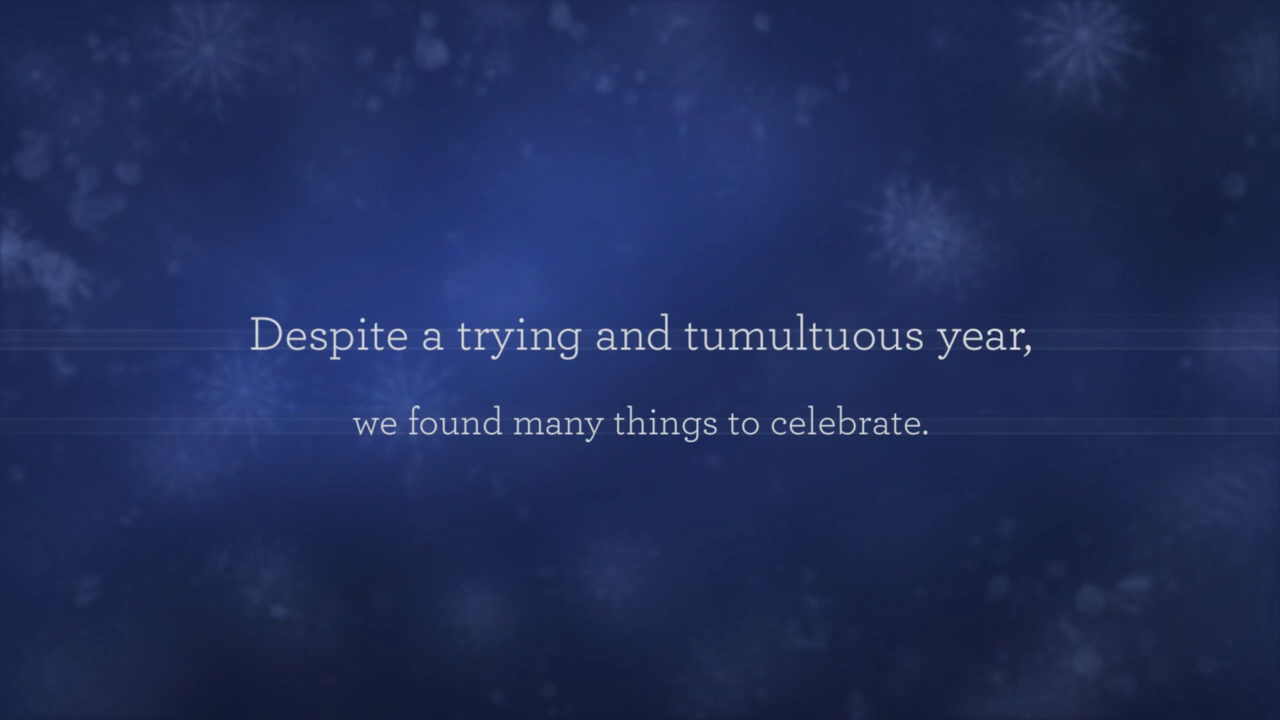 Despite a trying and tumultuous year,
we found many things to celebrate.